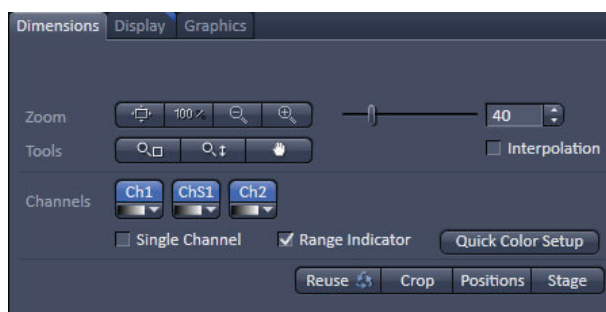 Dimensions Display Graphics
Zoom 100% 40
Tools Interpolation
Channels Ch1 ChS1 Ch2
Single Channel Range Indicator Quick Color Setup
Reuse Crop Positions Stage